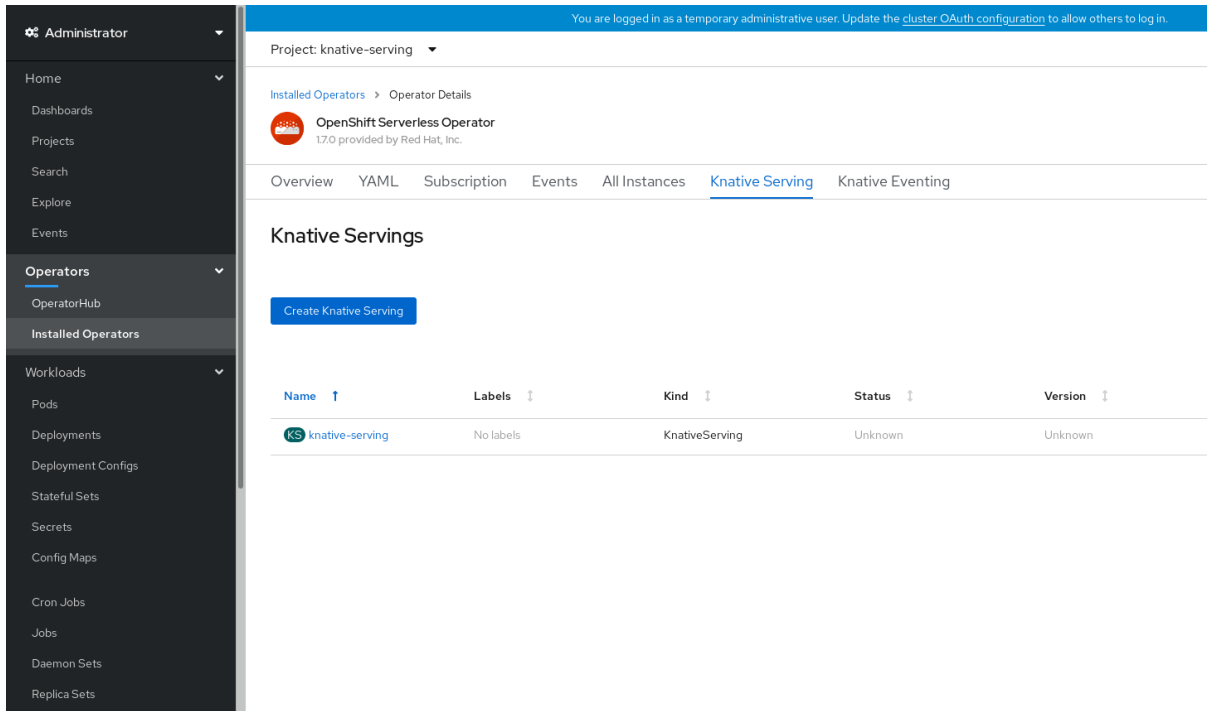 Administrator
Home
Dashboards
Projects
Search
Explore
Events
Operators
OperatorHub
Installed Operators
Workloads
Pods
Deployments
Deployment Configs
Stateful Sets
Secrets
Config Maps
Cron Jobs
Jobs
Daemon Sets
Replica Sets
You are logged in as a temporary administrative user. Update the cluster OAuth configuration to allow others to log in.
Project: knative-serving
Installed Operators > Operator Details
OpenShift Serverless Operator
1.7.0 provided by Red Hat, Inc.
Overview YAML Subscription Events All Instances Knative Serving Knative Eventing
Knative Servings
Create Knative Serving
Name Labels Kind Status Version
KS knative-serving No labels KnativeServing Unknown Unknown